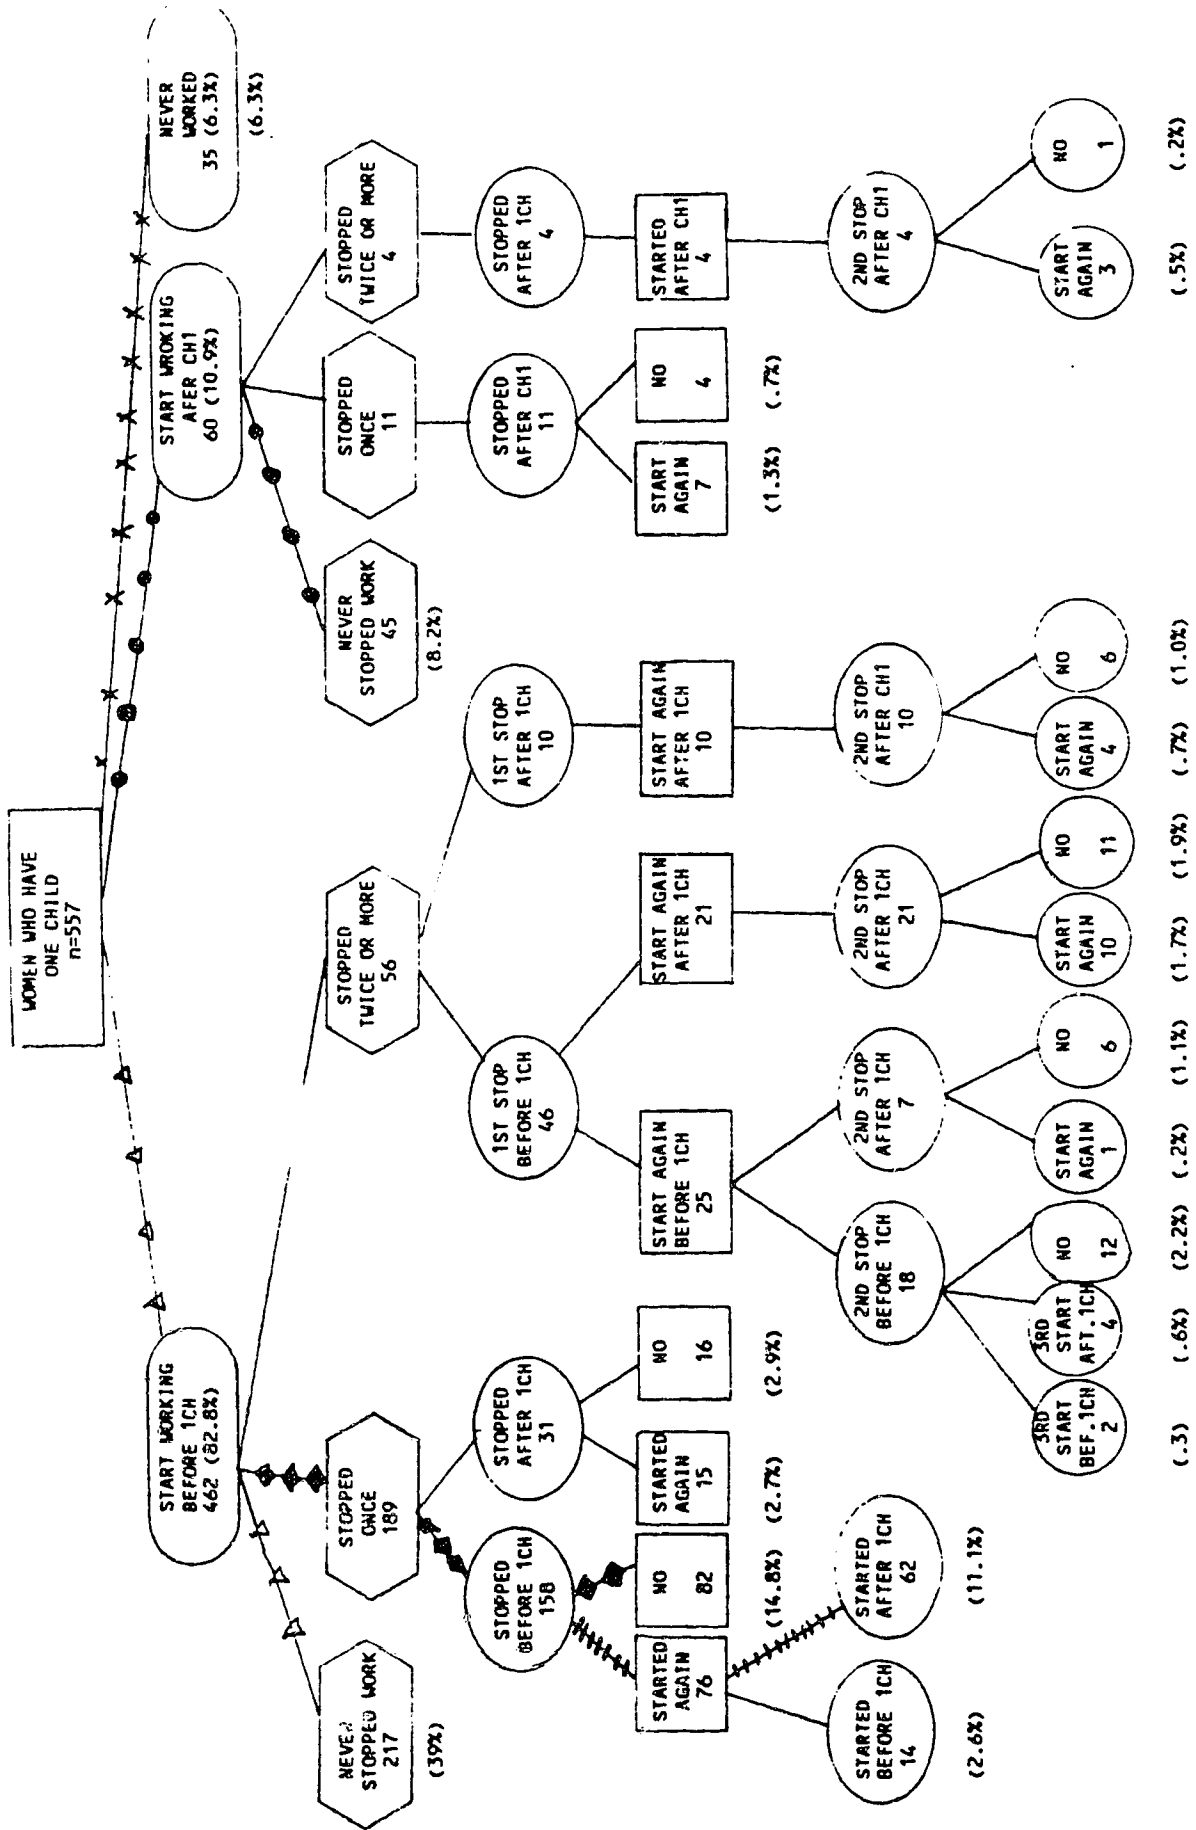 WOMEN WHO HAVE
ONE CHILD
n=557
START WORKING
BEFORE 1CH
462 (82.8%)
START WROKING
AFER CH1
60 (10.9%)
NEVER
WORKED
35 (6.3%)
(6.3%)
NEVER
STOPPED WORK
217
(39%)
STOPPED
ONCE
189
STOPPED
TWICE OR MORE
56
NEVER
STOPPED WORK
45
(8.2%)
STOPPED
ONCE
11
STOPPED
TWICE OR MORE
4
STOPPED
BEFORE 1CH
158
STOPPED
AFTER 1CH
31
1ST STOP
BEFORE 1CH
46
1ST STOP
AFTER 1CH
10
STOPPED
AFTER CH1
11
STOPPED
AFTER 1CH
4
STARTED
AGAIN
76
NO
82
(14.8%)
STARTED
AGAIN
15
(2.7%)
NO
16
(2.9%)
START AGAIN
BEFORE 1CH
25
START AGAIN
AFTER 1CH
21
START AGAIN
AFTER 1CH
10
START
AGAIN
7
(1.3%)
NO
4
(.7%)
STARTED
AFTER CH1
4
STARTED
BEFORE 1CH
14
(2.6%)
STARTED
AFTER 1CH
62
(11.1%)
2ND STOP
BEFORE 1CH
18
2ND STOP
AFTER 1CH
7
2ND STOP
AFTER 1CH
21
2ND STOP
AFTER CH1
10
2ND STOP
AFTER CH1
4
3RD
START
BEF.1CH
2
(.3)
3RD
START
AFT.1CH
4
(.6%)
NO
12
(2.2%)
START
AGAIN
1
(.2%)
NO
6
(1.1%)
START
AGAIN
10
(1.7%)
NO
11
(1.9%)
START
AGAIN
4
(.7%)
NO
6
(1.0%)
START
AGAIN
3
(.5%)
NO
1
(.2%)